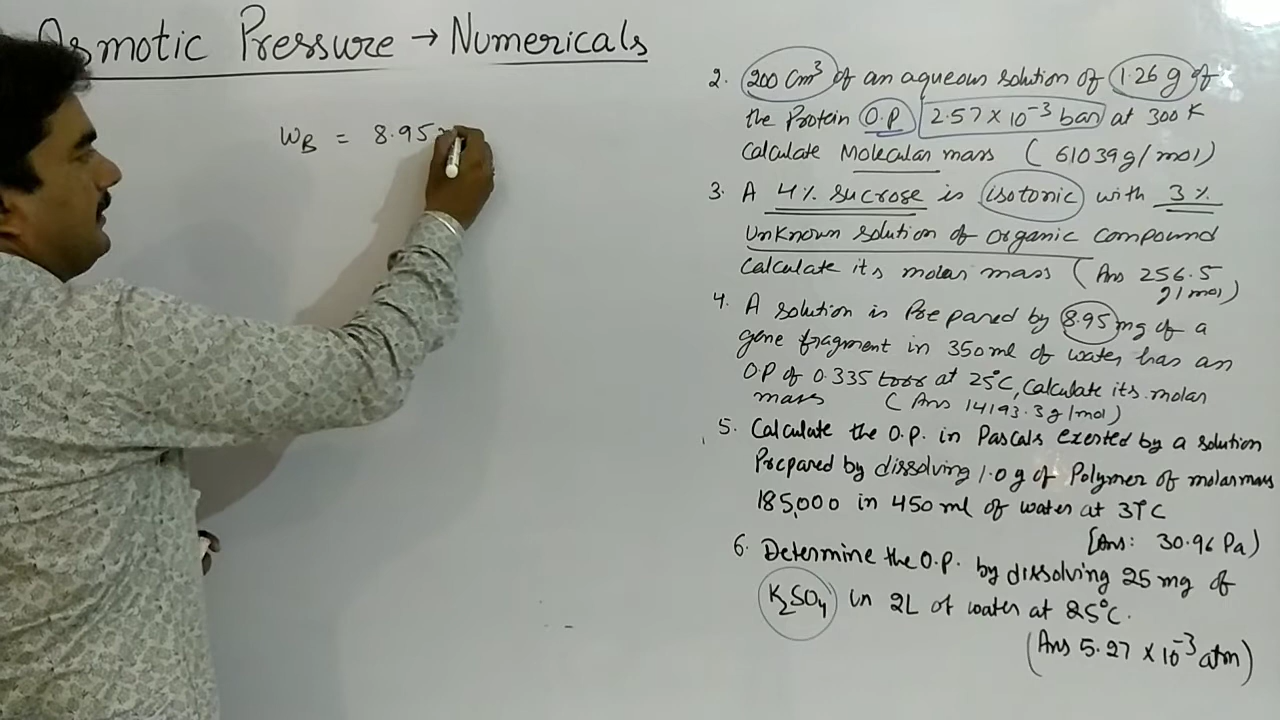 Osmotic Pressure → Numericals
W_B = 8.95
2. 200 cm³ of an aqueous solution of 1.26 g of
the Protein O.P 2.57 × 10⁻³ bar at 300 K
Calculate Molecular mass ( 61039 g/mol)
3. A 4% sucrose is isotonic with 3%
Unknown solution of organic compound
Calculate its molar mass ( Ans 256.5
g/mol)
4. A solution is Prepared by 8.95 mg of a
gene fragment in 350 ml of water has an
O.P of 0.335 torr at 25°C, Calculate its molar
mass ( Ans 14193.3 g/mol)
5. Calculate the O.P. in Pascals exerted by a solution
Prepared by dissolving 1.0 g of Polymer of molar mass
185,000 in 450 ml of water at 37°C
[Ans: 30.96 Pa)
6. Determine the O.P. by dissolving 25 mg of
K₂SO₄ in 2L of water at 25°C.
(Ans 5.27 × 10⁻³ atm)